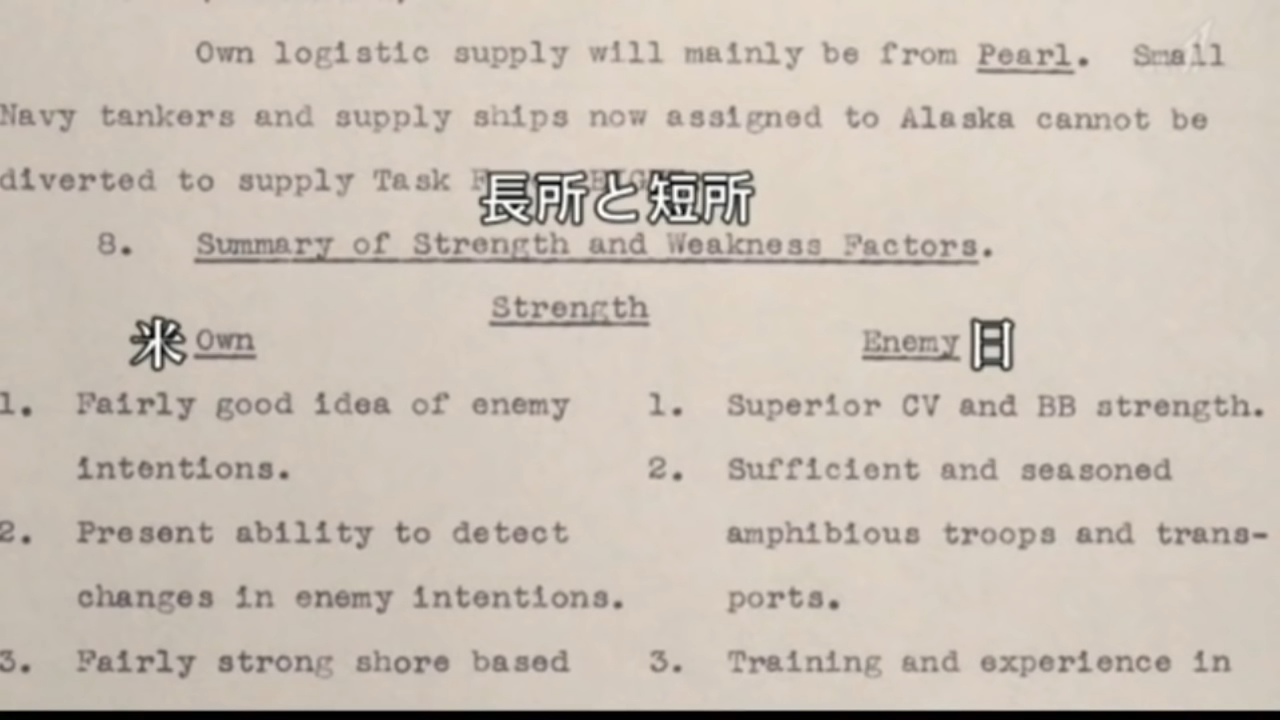 Own logistic supply will mainly be from Pearl. Small
Navy tankers and supply ships now assigned to Alaska cannot be
diverted to supply Task
長所と短所
8. Summary of Strength and Weakness Factors.
Strength
米 Own
Enemy 日
1. Fairly good idea of enemy
1. Superior CV and BB strength.
intentions.
2. Sufficient and seasoned
2. Present ability to detect
amphibious troops and trans-
changes in enemy intentions.
ports.
3. Fairly strong shore based
3. Training and experience in